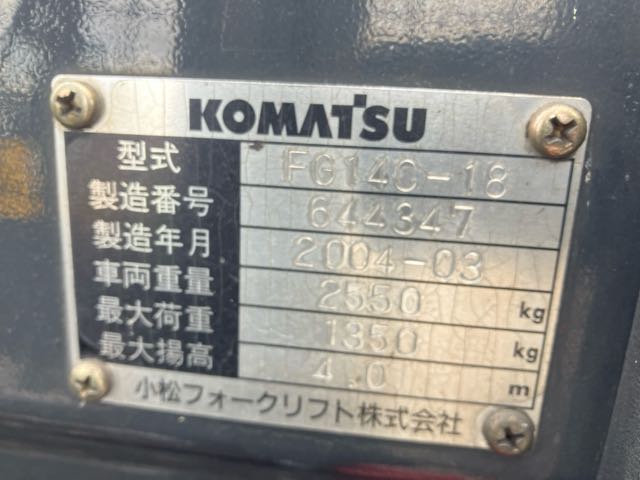 KOMATSU
型式 FG14C-18
製造番号 644347
製造年月 2004-03
車両重量 2550 kg
最大荷重 1350 kg
最大揚高 4.0 m
小松フォークリフト株式会社